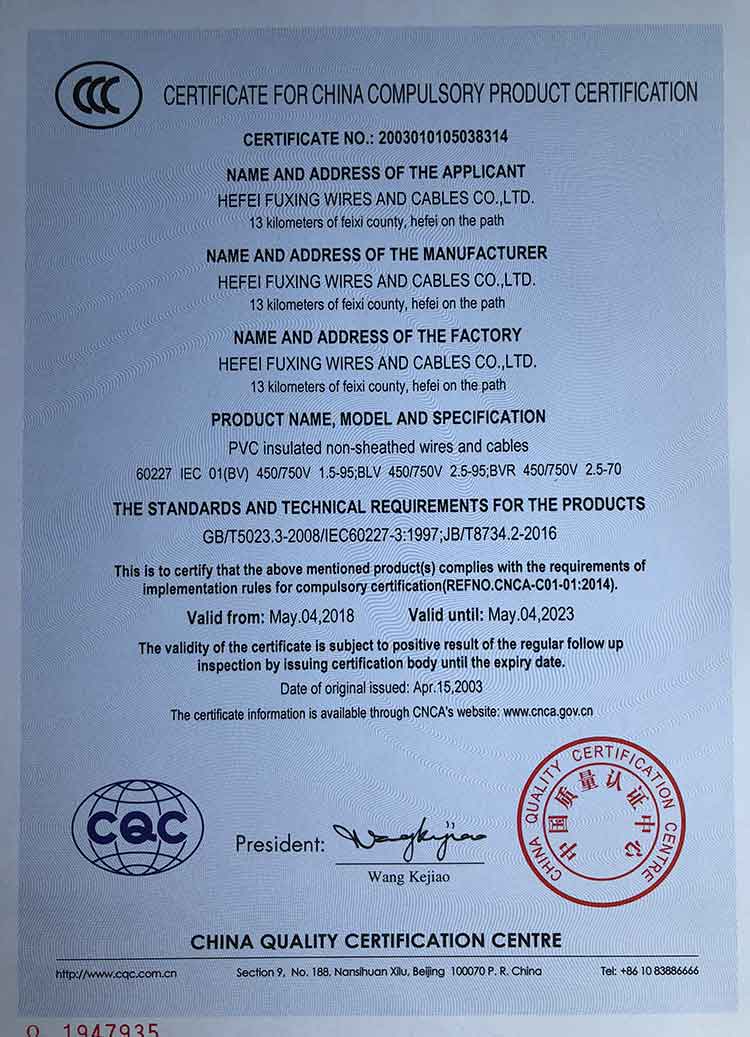 CCC
CERTIFICATE FOR CHINA COMPULSORY PRODUCT CERTIFICATION
CERTIFICATE NO.: 2003010105038314
NAME AND ADDRESS OF THE APPLICANT
HEFEI FUXING WIRES AND CABLES CO.,LTD.
13 kilometers of feixi county, hefei on the path
NAME AND ADDRESS OF THE MANUFACTURER
HEFEI FUXING WIRES AND CABLES CO.,LTD.
13 kilometers of feixi county, hefei on the path
NAME AND ADDRESS OF THE FACTORY
HEFEI FUXING WIRES AND CABLES CO.,LTD.
13 kilometers of feixi county, hefei on the path
PRODUCT NAME, MODEL AND SPECIFICATION
PVC insulated non-sheathed wires and cables
60227 IEC 01(BV) 450/750V 1.5-95;BLV 450/750V 2.5-95;BVR 450/750V 2.5-70
THE STANDARDS AND TECHNICAL REQUIREMENTS FOR THE PRODUCTS
GB/T5023.3-2008/IEC60227-3:1997;JB/T8734.2-2016
This is to certify that the above mentioned product(s) complies with the requirements of
implementation rules for compulsory certification(REFNO.CNCA-C01-01:2014).
Valid from: May.04,2018 Valid until: May.04,2023
The validity of the certificate is subject to positive result of the regular follow up
inspection by issuing certification body until the expiry date.
Date of original issued: Apr.15,2003
The certificate information is available through CNCA's website: www.cnca.gov.cn
CQC
President: Wangkejiao
Wang Kejiao
CHINA QUALITY CERTIFICATION CENTRE
中国质量认证中心
CHINA QUALITY CERTIFICATION CENTRE
http://www.cqc.com.cn Section 9, No. 188, Nansihuan Xilu, Beijing 100070 P. R. China Tel: +86 10 83886666
Q 1947935